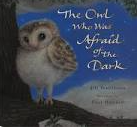 The Owl
Who Was
Afraid
of the
Dark